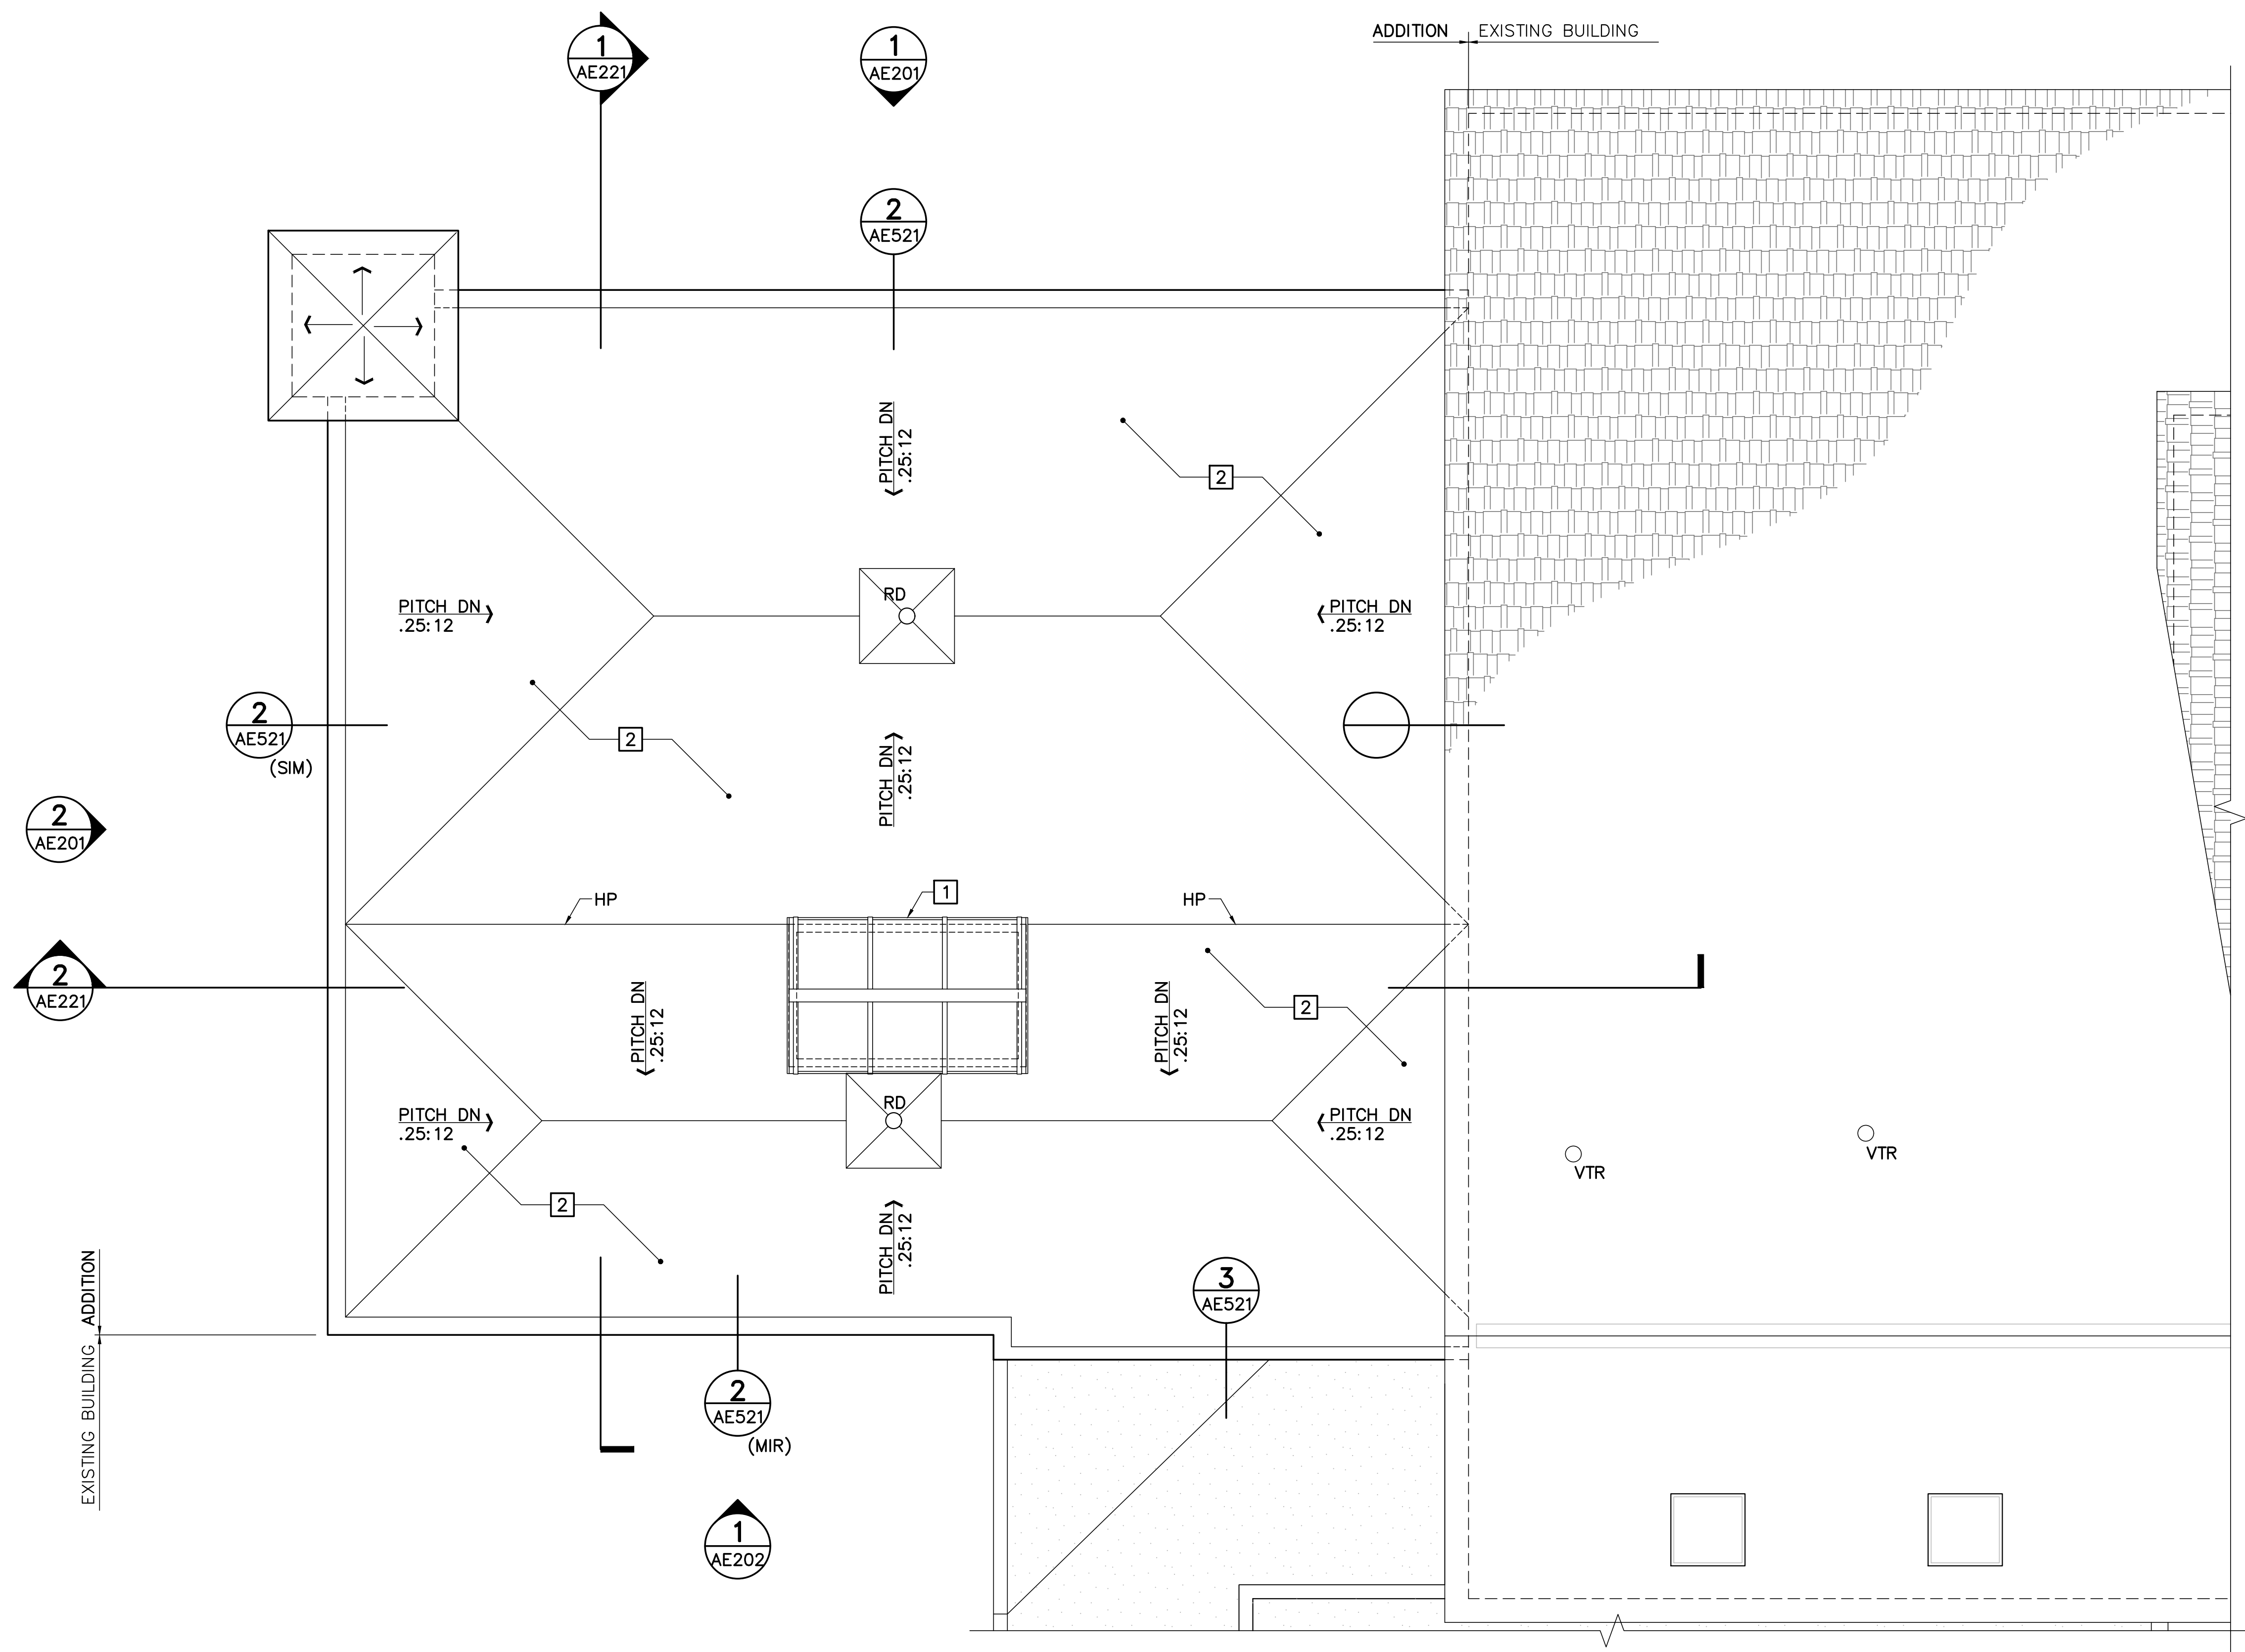 1
AE221
1
AE201
ADDITION
EXISTING BUILDING
2
AE521
PITCH DN
.25:12
2
RD
PITCH DN
.25:12
PITCH DN
.25:12
2
AE521
(SIM)
2
PITCH DN
.25:12
2
AE201
1
HP
HP
2
AE221
PITCH DN
.25:12
PITCH DN
.25:12
2
RD
PITCH DN
.25:12
PITCH DN
.25:12
VTR
VTR
2
PITCH DN
.25:12
3
AE521
ADDITION
EXISTING BUILDING
2
AE521
(MIR)
1
AE202